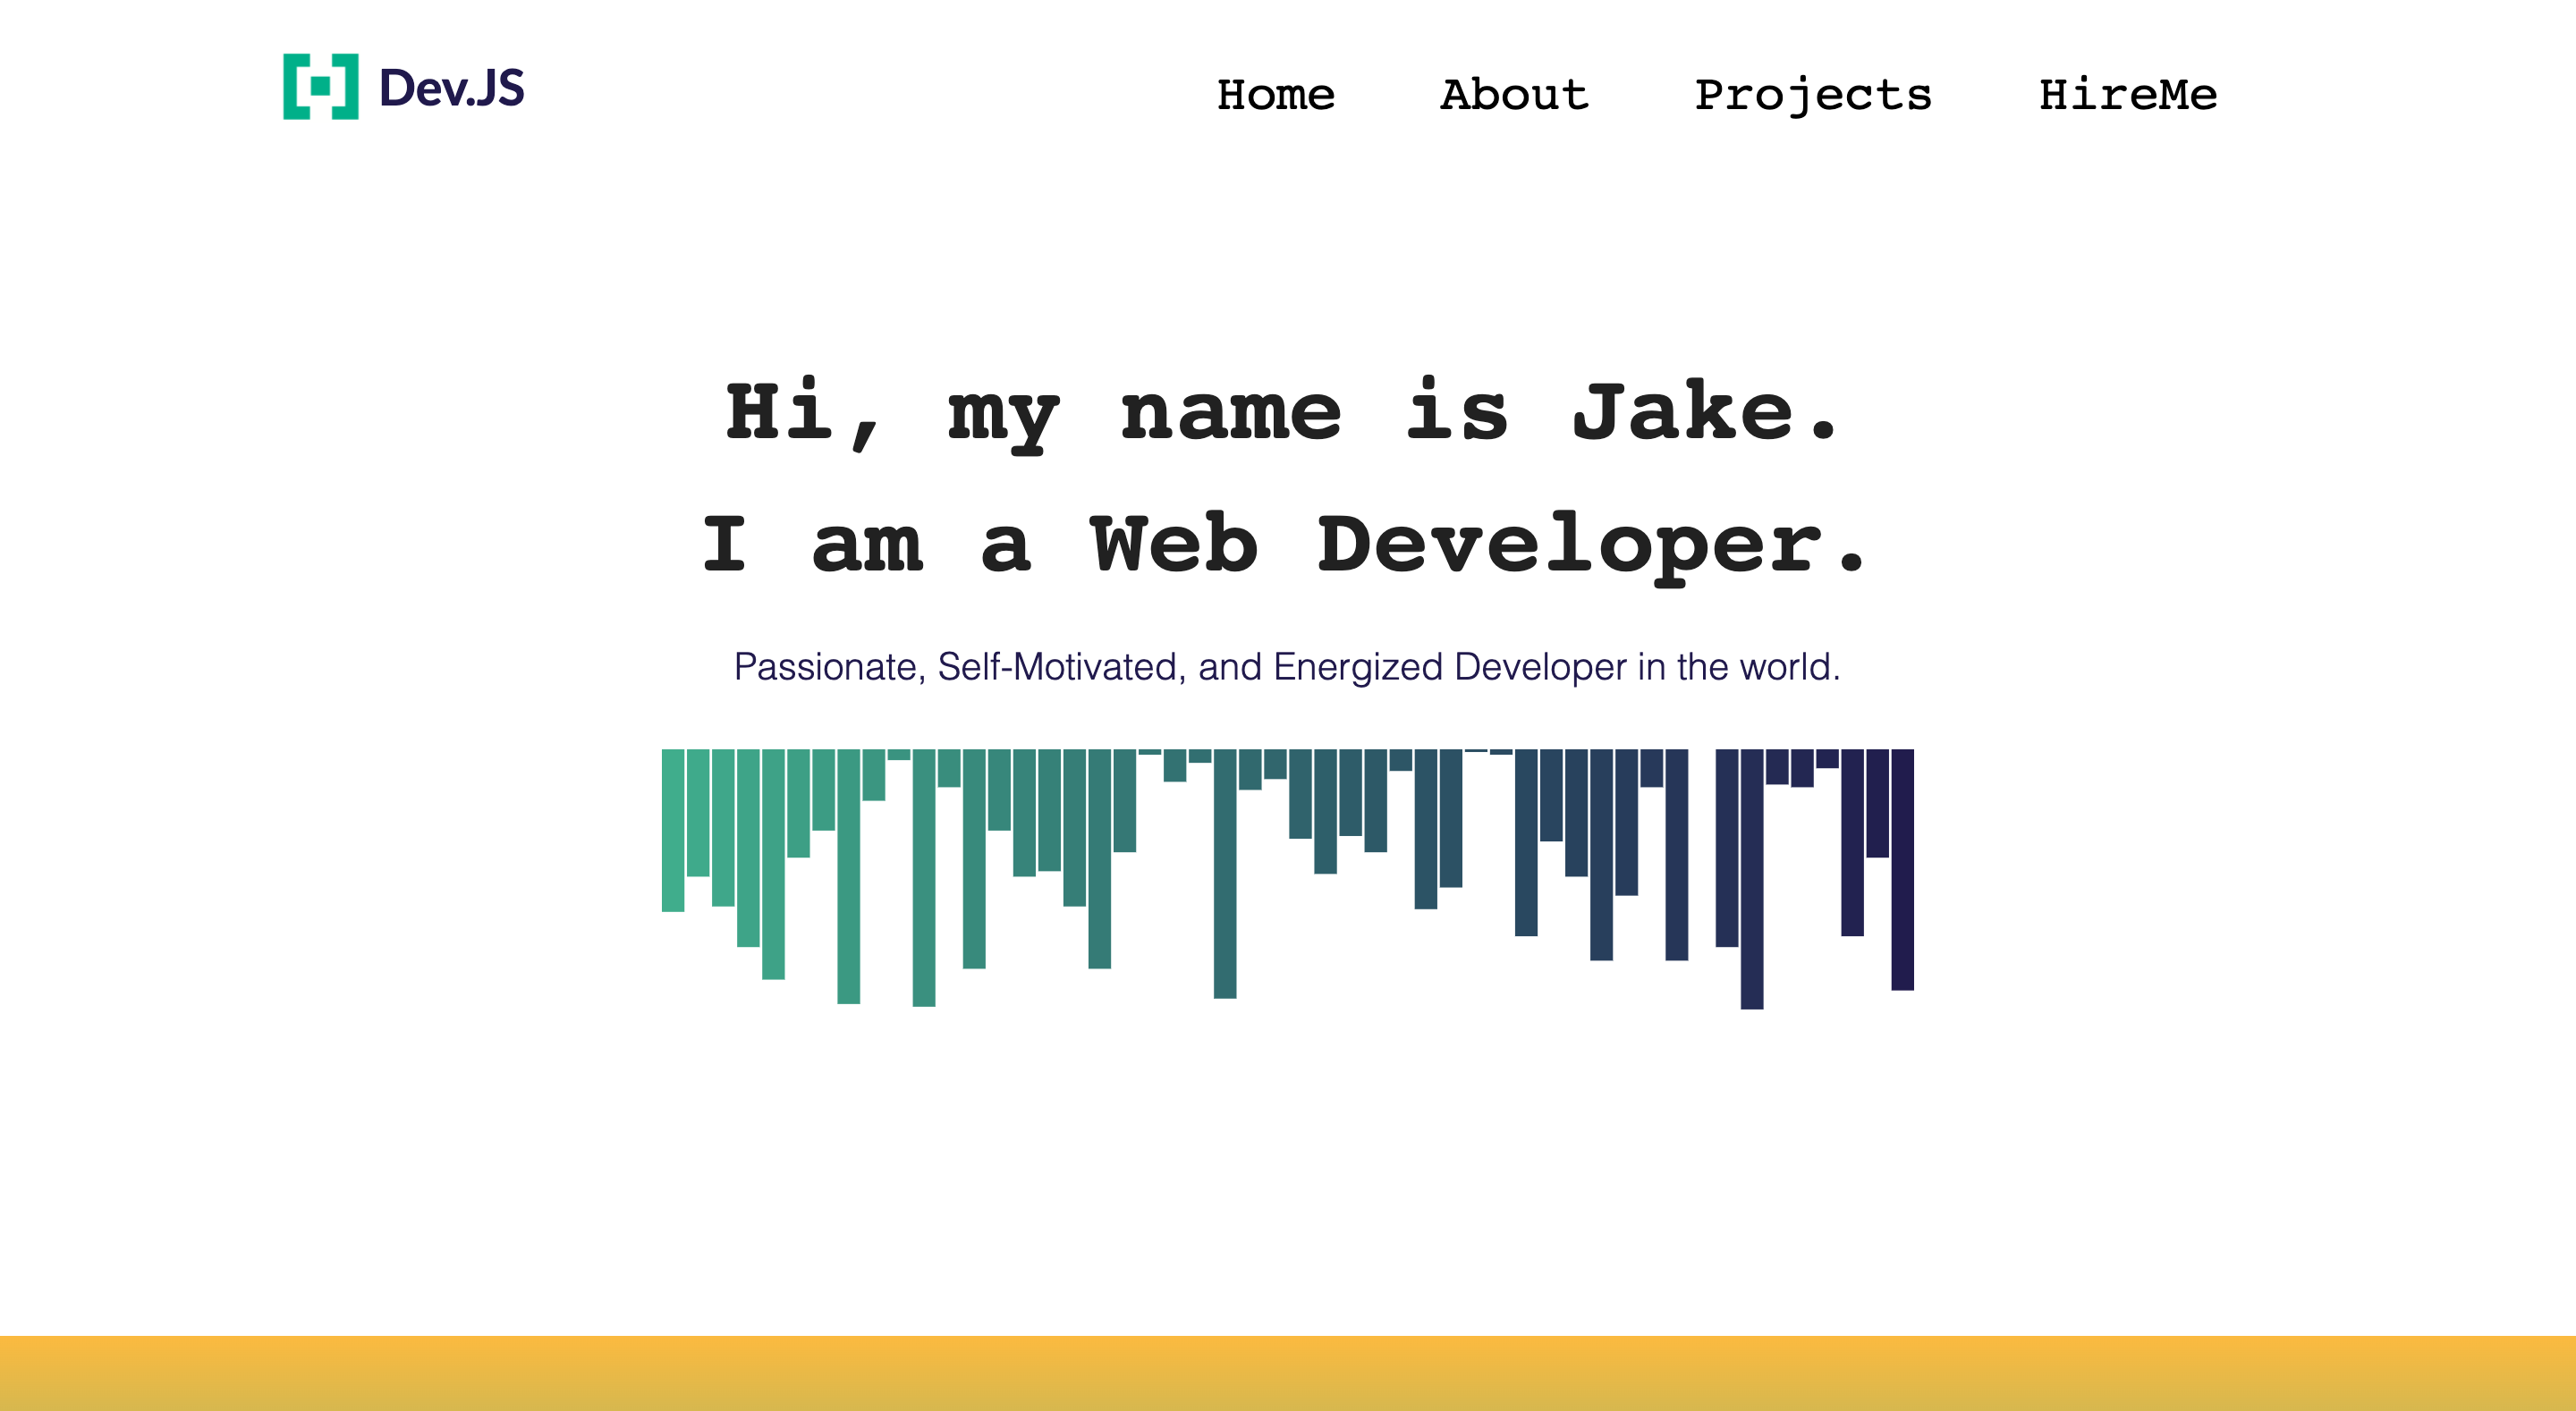 Dev.JS
Home About Projects HireMe
Hi, my name is Jake.
I am a Web Developer.
Passionate, Self-Motivated, and Energized Developer in the world.